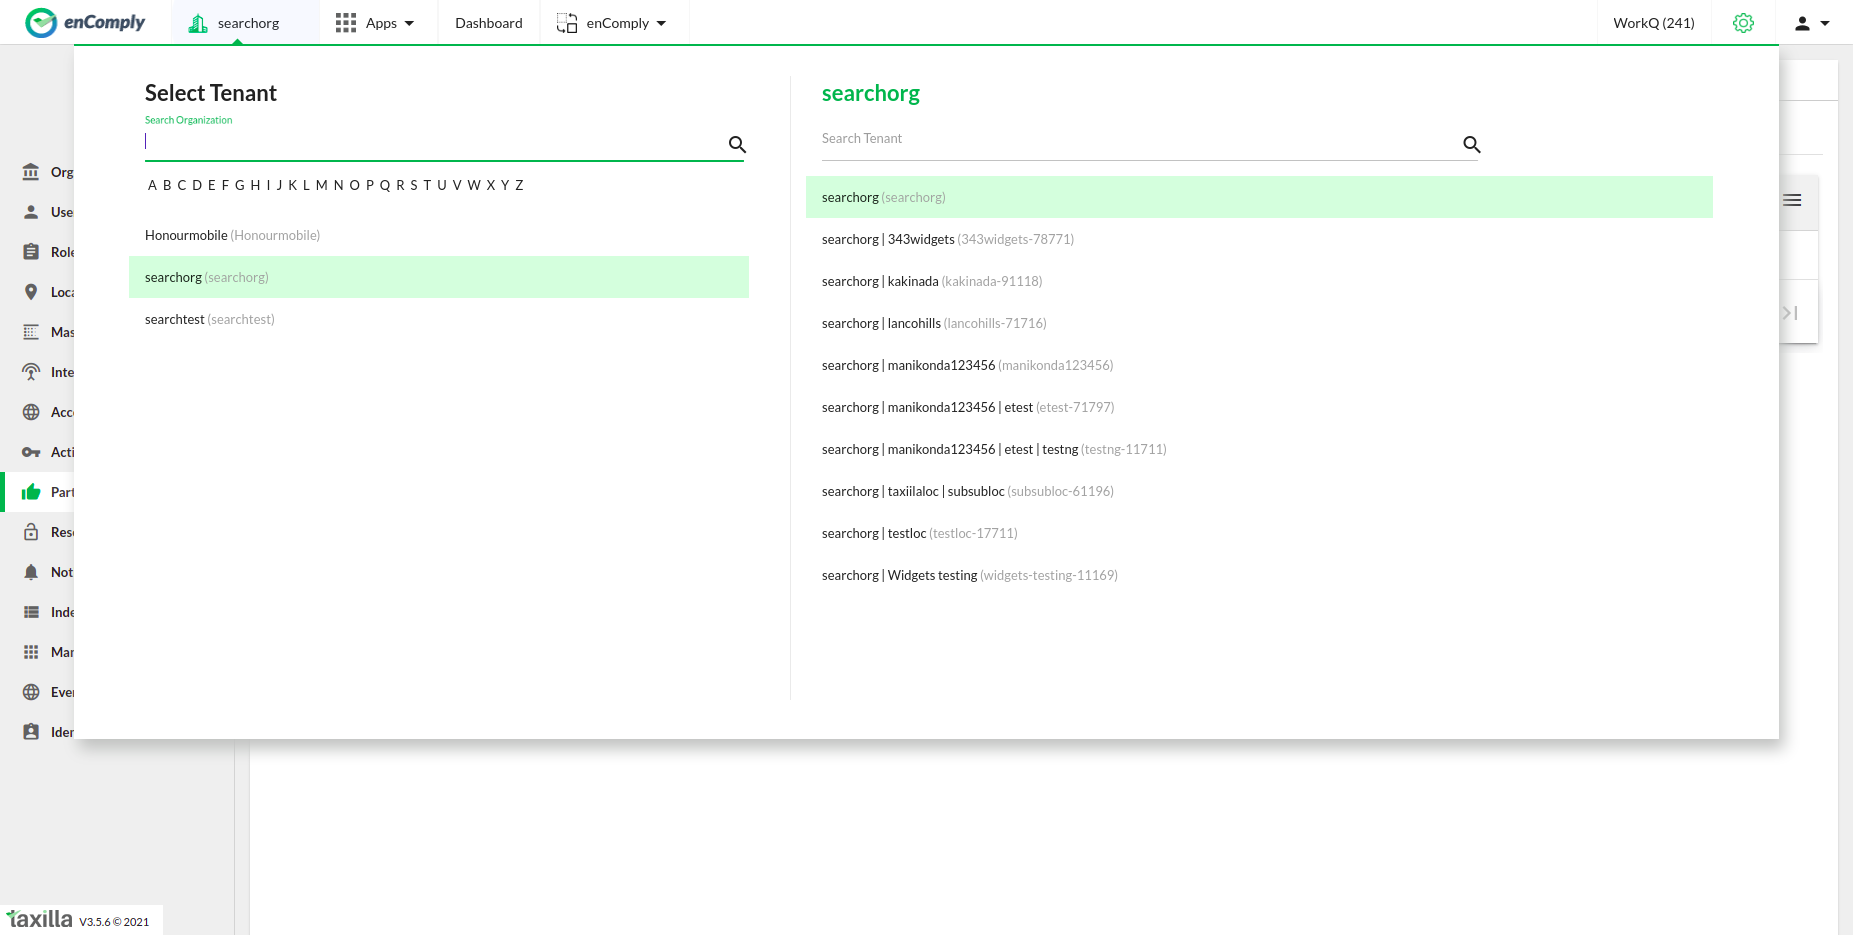 enComply searchorg Apps Dashboard enComply WorkQ (241)
Select Tenant
Search Organization
A B C D E F G H I J K L M N O P Q R S T U V W X Y Z
Honourmobile (Honourmobile)
searchorg (searchorg)
searchtest (searchtest)
searchorg
Search Tenant
searchorg (searchorg)
searchorg | 343widgets (343widgets-78771)
searchorg | kakinada (kakinada-91118)
searchorg | lancohills (lancohills-71716)
searchorg | manikonda123456 (manikonda123456)
searchorg | manikonda123456 | etest (etest-71797)
searchorg | manikonda123456 | etest | testng (testng-11711)
searchorg | taxiilaloc | subsubloc (subsubloc-61196)
searchorg | testloc (testloc-17711)
searchorg | Widgets testing (widgets-testing-11169)
Org
Use
Role
Loca
Mas
Inte
Acce
Acti
Part
Rese
Not
Inde
Mar
Ever
Iden
taxilla V3.5.6 © 2021